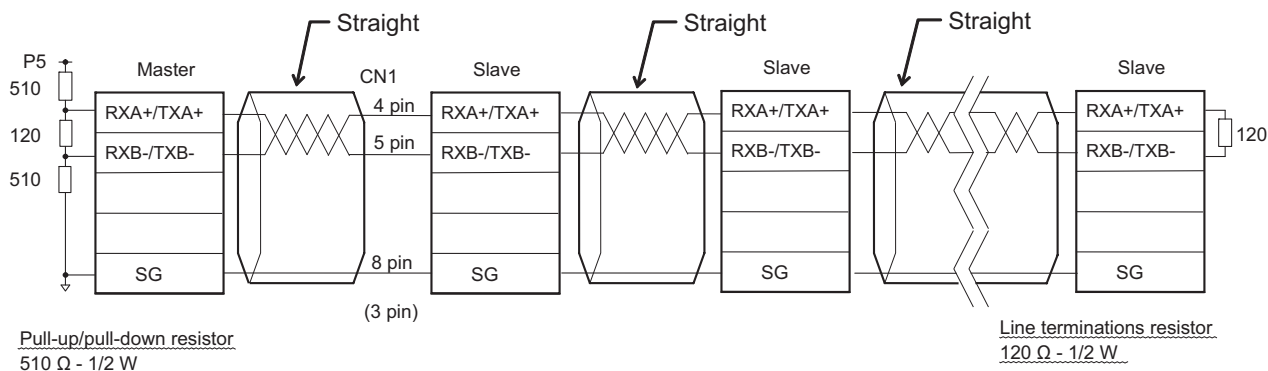 Straight
Straight
Straight
P5
510
120
510
Master
RXA+/TXA+
RXB-/TXB-
SG
CN1
4 pin
5 pin
8 pin
(3 pin)
Slave
RXA+/TXA+
RXB-/TXB-
SG
Slave
RXA+/TXA+
RXB-/TXB-
SG
Slave
RXA+/TXA+
RXB-/TXB-
SG
120
Pull-up/pull-down resistor
510 Ω - 1/2 W
Line terminations resistor
120 Ω - 1/2 W